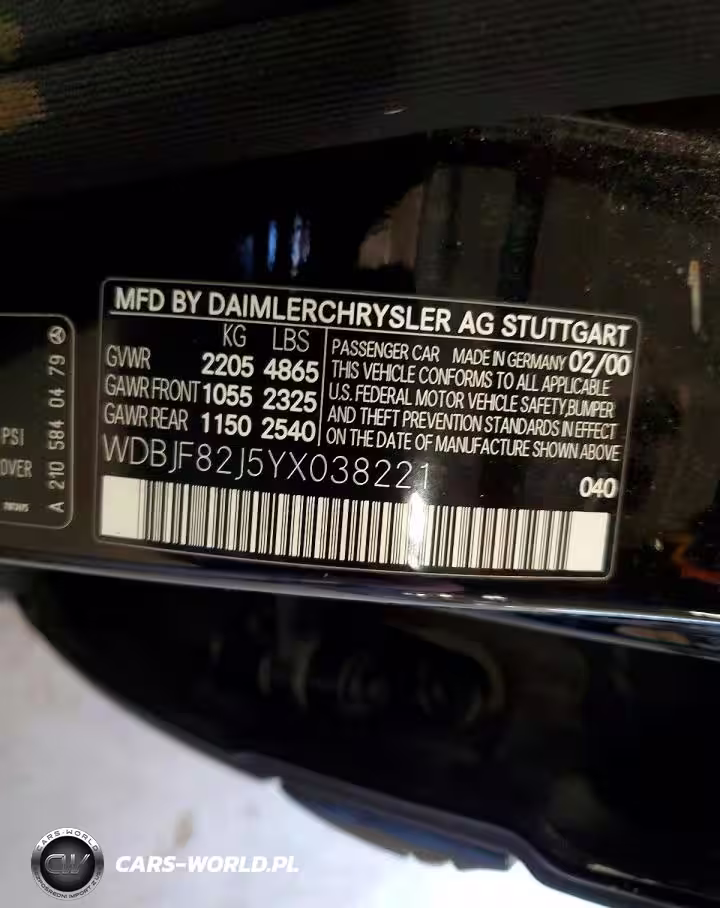 MFD BY DAIMLERCHRYSLER AG STUTTGART
KG LBS
GVWR 2205 4865
GAWR FRONT 1055 2325
GAWR REAR 1150 2540
PASSENGER CAR MADE IN GERMANY 02/00
THIS VEHICLE CONFORMS TO ALL APPLICABLE
U.S. FEDERAL MOTOR VEHICLE SAFETY,BUMPER
AND THEFT PREVENTION STANDARDS IN EFFECT
ON THE DATE OF MANUFACTURE SHOWN ABOVE
WDBJF82J5YX038221
040
PSI
OVER
A 210 584 04 79
CARS-WORLD
CW
CARS-WORLD.PL